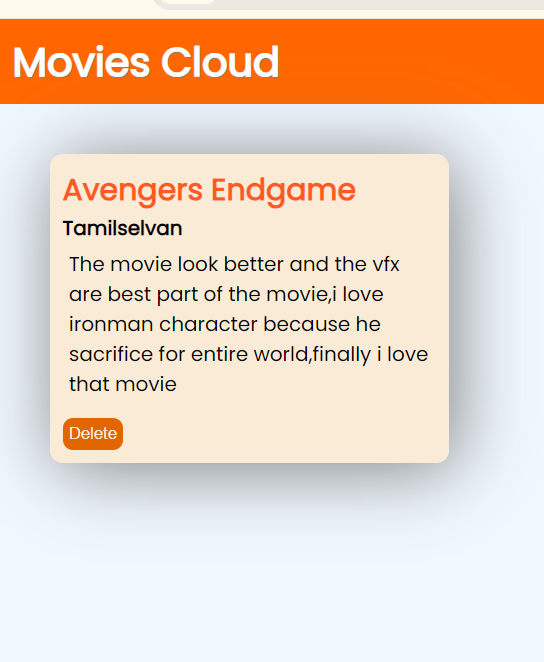 Movies Cloud
Avengers Endgame
Tamilselvan
The movie look better and the vfx
are best part of the movie,i love
ironman character because he
sacrifice for entire world,finally i love
that movie
Delete